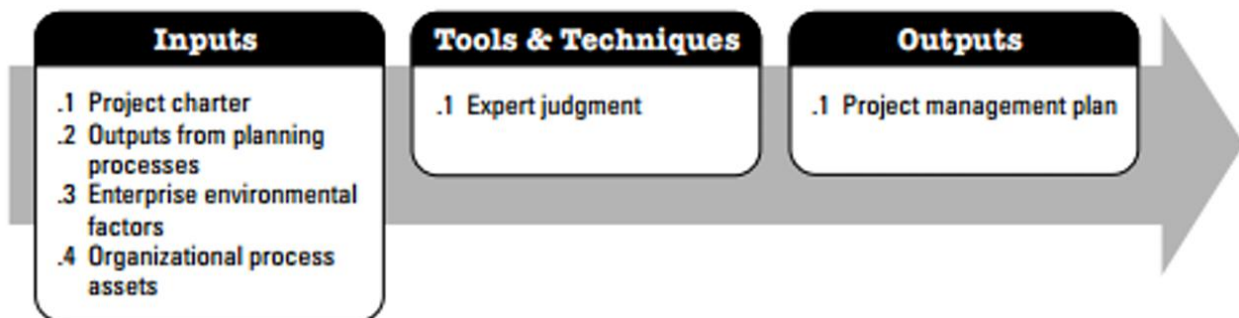 Inputs
.1 Project charter
.2 Outputs from planning
processes
.3 Enterprise environmental
factors
.4 Organizational process
assets
Tools & Techniques
.1 Expert judgment
Outputs
.1 Project management plan